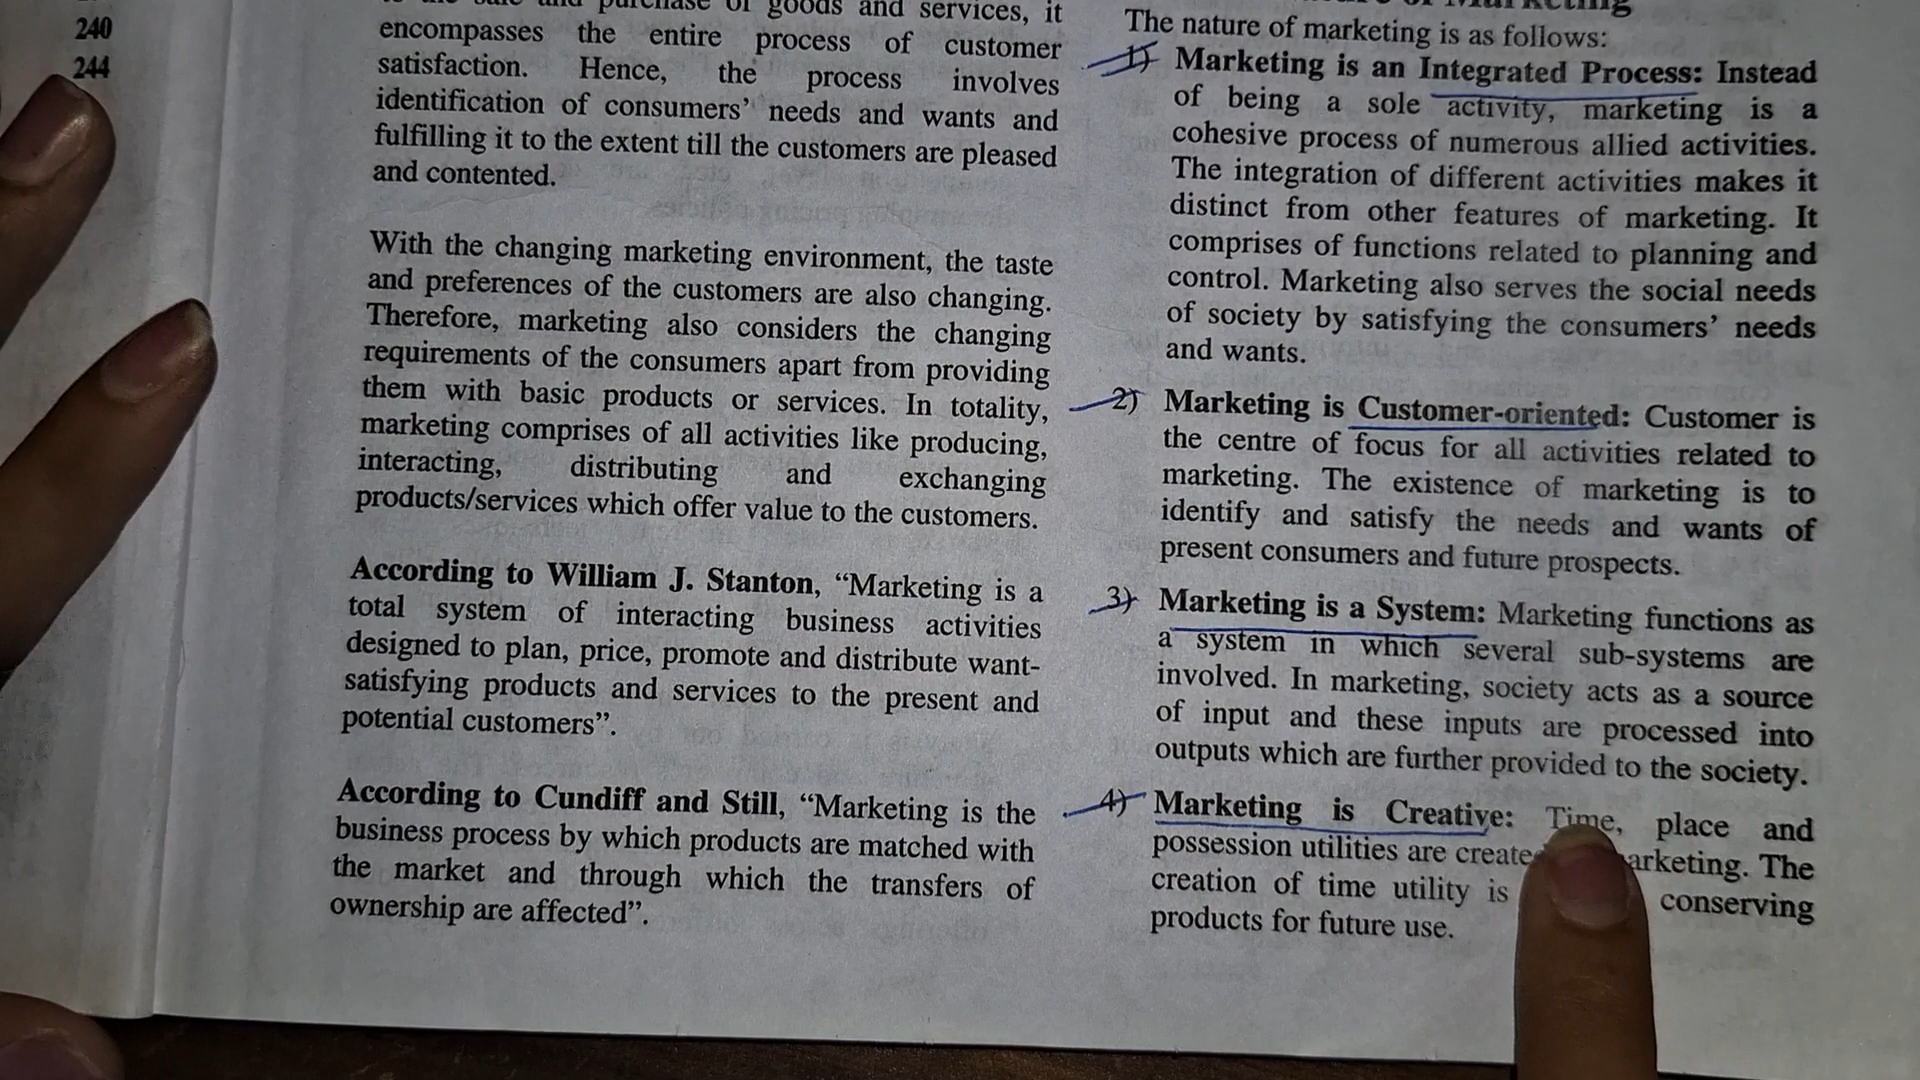 240
244
goods and services, it
encompasses the entire process of customer
satisfaction. Hence, the process involves
identification of consumers’ needs and wants and
fulfilling it to the extent till the customers are pleased
and contented.
With the changing marketing environment, the taste
and preferences of the customers are also changing.
Therefore, marketing also considers the changing
requirements of the consumers apart from providing
them with basic products or services. In totality,
marketing comprises of all activities like producing,
interacting, distributing and exchanging
products/services which offer value to the customers.
According to William J. Stanton, “Marketing is a
total system of interacting business activities
designed to plan, price, promote and distribute want-
satisfying products and services to the present and
potential customers”.
According to Cundiff and Still, “Marketing is the
business process by which products are matched with
the market and through which the transfers of
ownership are affected”.
The nature of marketing is as follows:
1) Marketing is an Integrated Process: Instead
of being a sole activity, marketing is a
cohesive process of numerous allied activities.
The integration of different activities makes it
distinct from other features of marketing. It
comprises of functions related to planning and
control. Marketing also serves the social needs
of society by satisfying the consumers’ needs
and wants.
2) Marketing is Customer-oriented: Customer is
the centre of focus for all activities related to
marketing. The existence of marketing is to
identify and satisfy the needs and wants of
present consumers and future prospects.
3) Marketing is a System: Marketing functions as
a system in which several sub-systems are
involved. In marketing, society acts as a source
of input and these inputs are processed into
outputs which are further provided to the society.
4) Marketing is Creative: Time, place and
possession utilities are The
creation of time utility is conserving
products for future use.